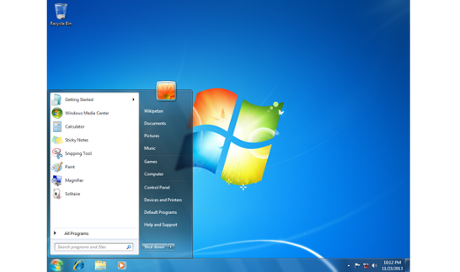 Recycle Bin
Getting Started
Windows Media Center
Calculator
Sticky Notes
Snipping Tool
Paint
Magnifier
Solitaire
All Programs
Search programs and files
Wikipedian
Documents
Pictures
Music
Games
Computer
Control Panel
Devices and Printers
Default Programs
Help and Support
Shut down
10:12 PM
11/23/2013